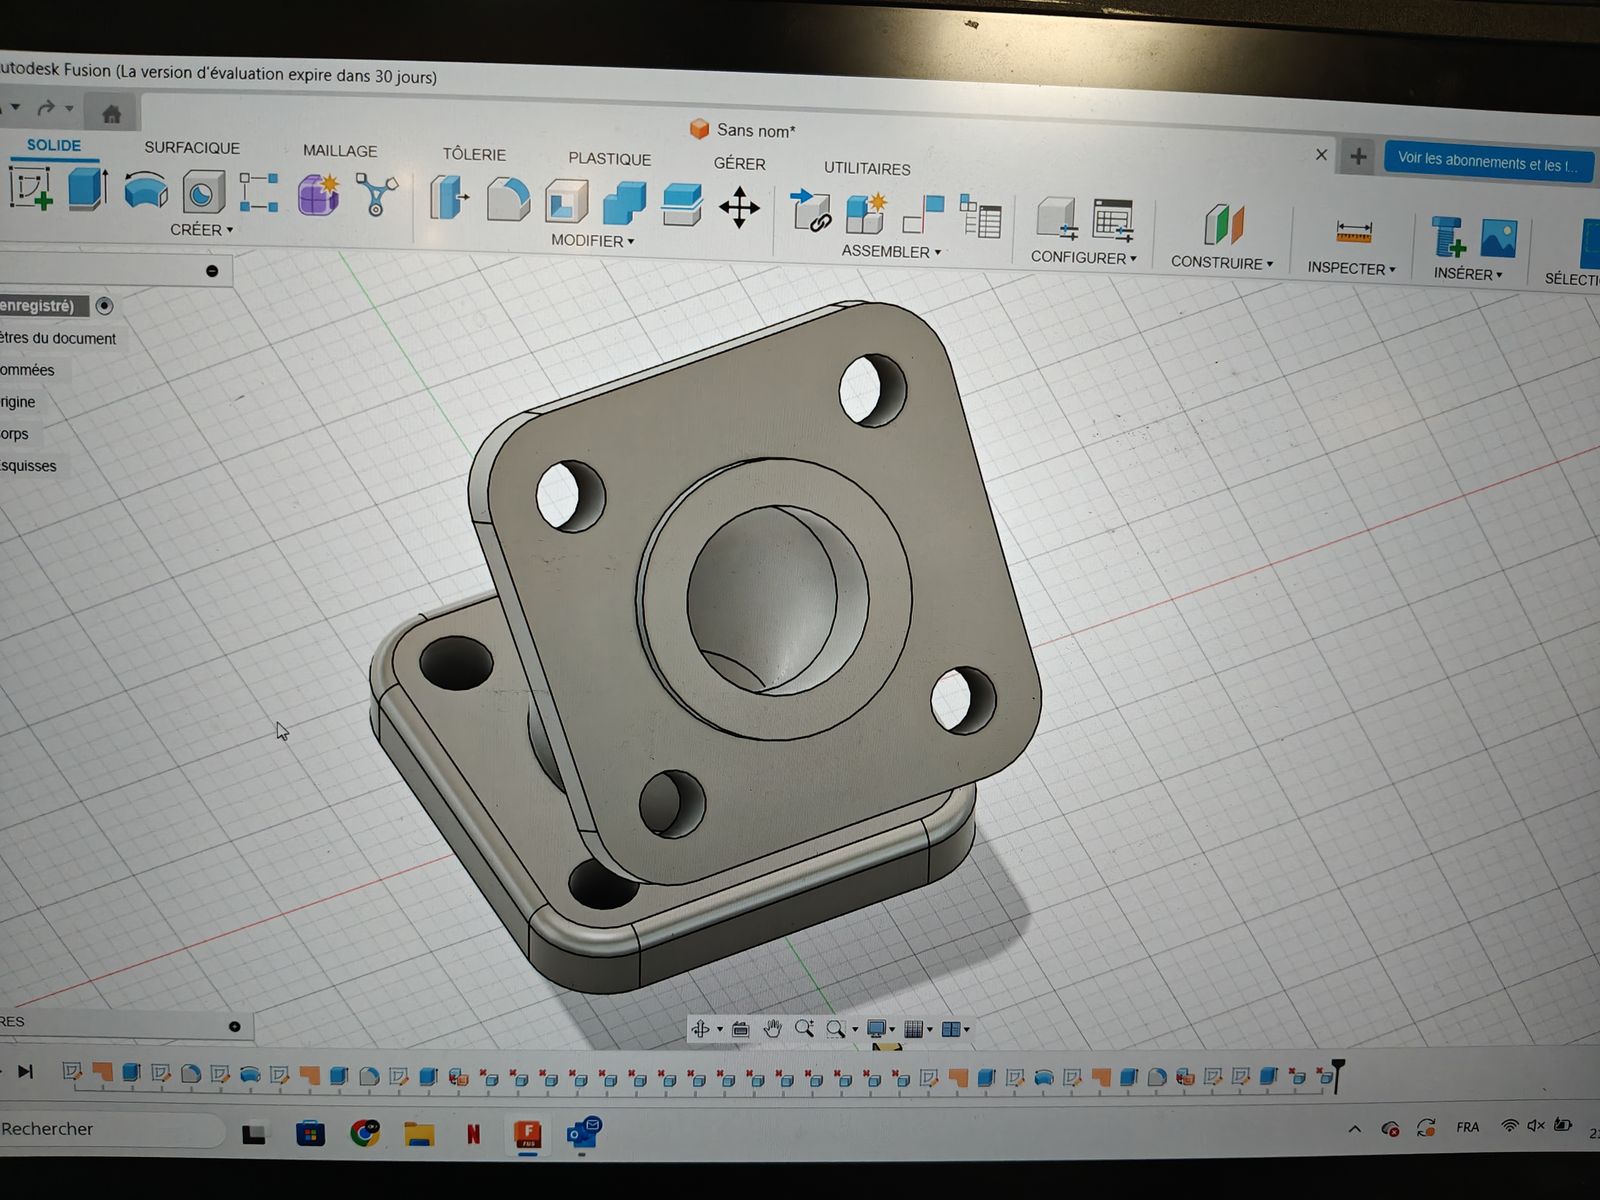 utodesk Fusion (La version d'évaluation expire dans 30 jours)
Sans nom*
Voir les abonnements et les f...
SOLIDE
SURFACIQUE
MAILLAGE
TÔLERIE
PLASTIQUE
GÉRER
UTILITAIRES
CRÉER
MODIFIER
ASSEMBLER
CONFIGURER
CONSTRUIRE
INSPECTER
INSÉRER
SÉLECTI
enregistré)
ètres du document
ommées
rigine
orps
squisses
RES
Rechercher
FRA